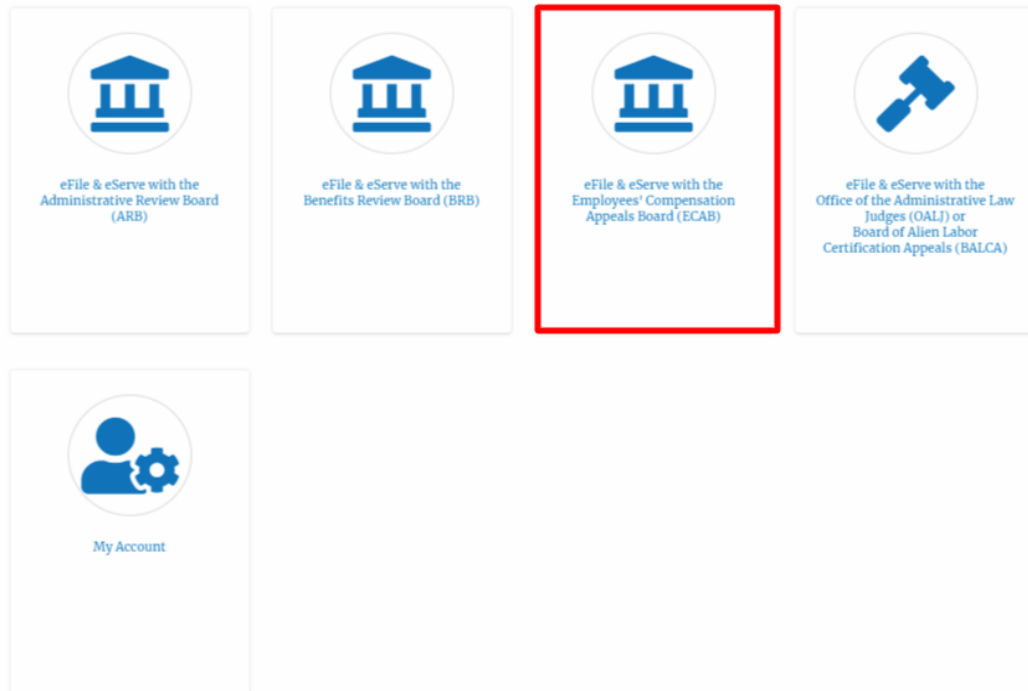 eFile & eServe with the
Administrative Review Board
(ARB)
eFile & eServe with the
Benefits Review Board (BRB)
eFile & eServe with the
Employees' Compensation
Appeals Board (ECAB)
eFile & eServe with the
Office of the Administrative Law
Judges (OALJ) or
Board of Alien Labor
Certification Appeals (BALCA)
My Account